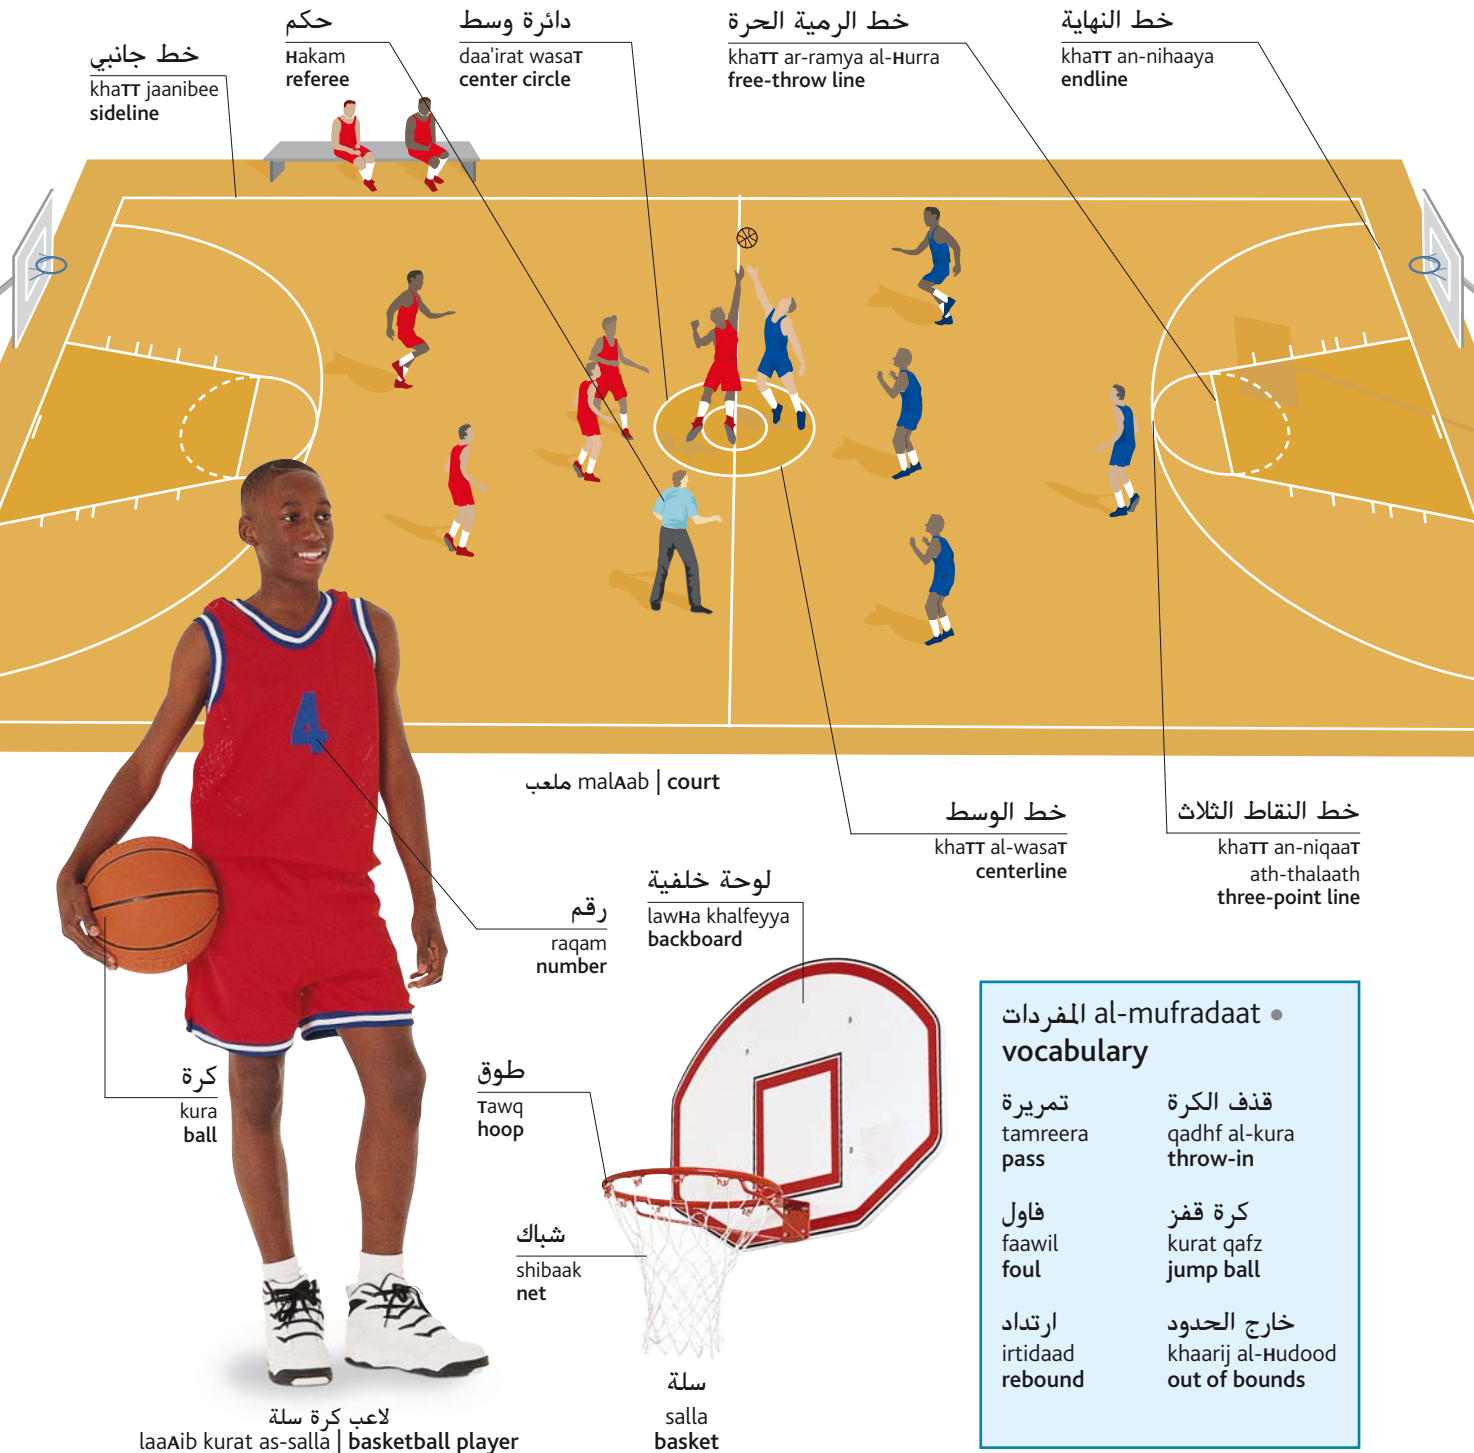 خط جانبي
khaTT jaanibee
sideline
حكم
Hakam
referee
دائرة وسط
daa'irat wasaT
center circle
خط الرمية الحرة
khaTT ar-ramya al-Hurra
free-throw line
خط النهاية
khaTT an-nihaaya
endline
4
ملعب malAab | court
خط الوسط
khaTT al-wasaT
centerline
خط النقاط الثلاث
khaTT an-niqaaT
ath-thalaath
three-point line
رقم
raqam
number
لوحة خلفية
lawHa khalfeyya
backboard
كرة
kura
ball
طوق
Tawq
hoop
شباك
shibaak
net
سلة
salla
basket
لاعب كرة سلة
laaAib kurat as-salla | basketball player
المفردات al-mufradaat •
vocabulary
تمريرة
tamreera
pass
قذف الكرة
qadhf al-kura
throw-in
فاول
faawil
foul
كرة قفز
kurat qafz
jump ball
ارتداد
irtidaad
rebound
خارج الحدود
khaarij al-Hudood
out of bounds